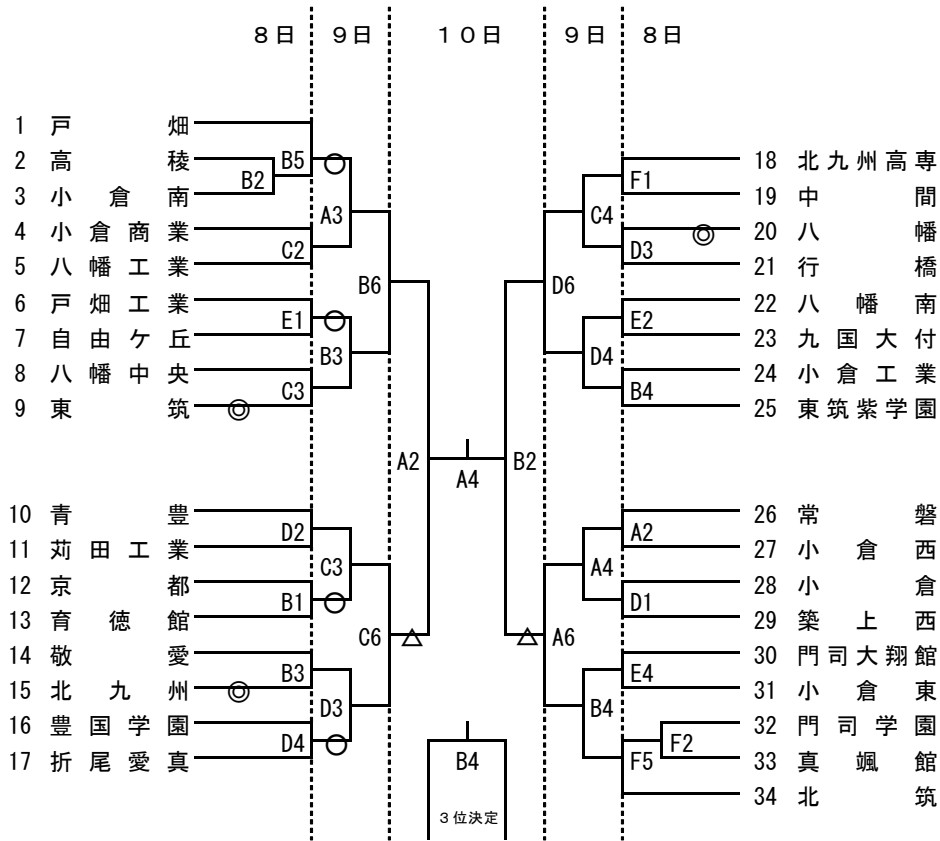 8日 9日 10日 9日 8日
1 戸畑
2 高稜
3 小倉南
4 小倉商業
5 八幡工業
6 戸畑工業
7 自由ケ丘
8 八幡中央
9 東筑 ◎
10 青豊
11 苅田工業
12 京都
13 育徳館
14 敬愛
15 北九州 ◎
16 豊国学園
17 折尾愛真
B5 ○
B2
A3
C2
B6
E1 ○
B3
C3
D2
C3
B1 ○
C6 △
B3
D3
D4 ○
A2
A4
B2
B4
3位決定
F1
C4
D3
D6
E2
D4
B4
A2
A4
D1
△ A6
E4
B4
F2
F5
18 北九州高専
19 中間
◎ 20 八幡
21 行橋
22 八幡南
23 九国大付
24 小倉工業
25 東筑紫学園
26 常磐
27 小倉西
28 小倉
29 築上西
30 門司大翔館
31 小倉東
32 門司学園
33 真颯館
34 北筑